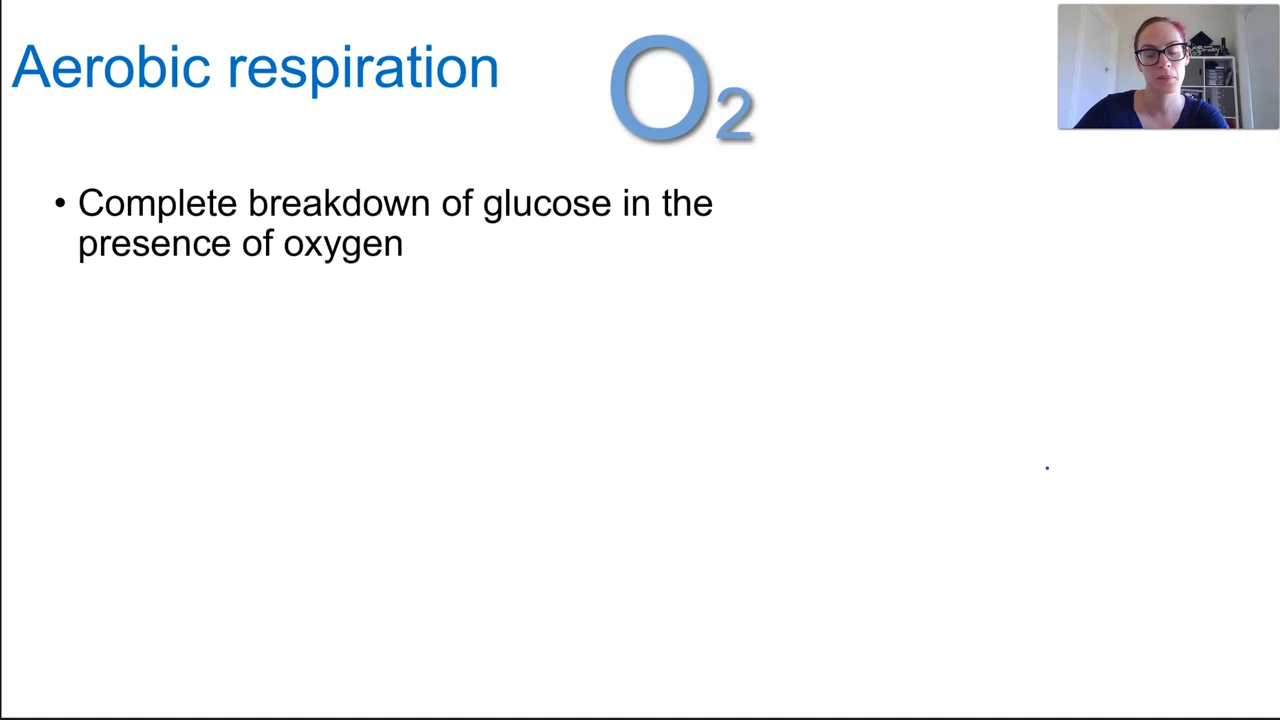 Aerobic respiration
O2
• Complete breakdown of glucose in the
presence of oxygen